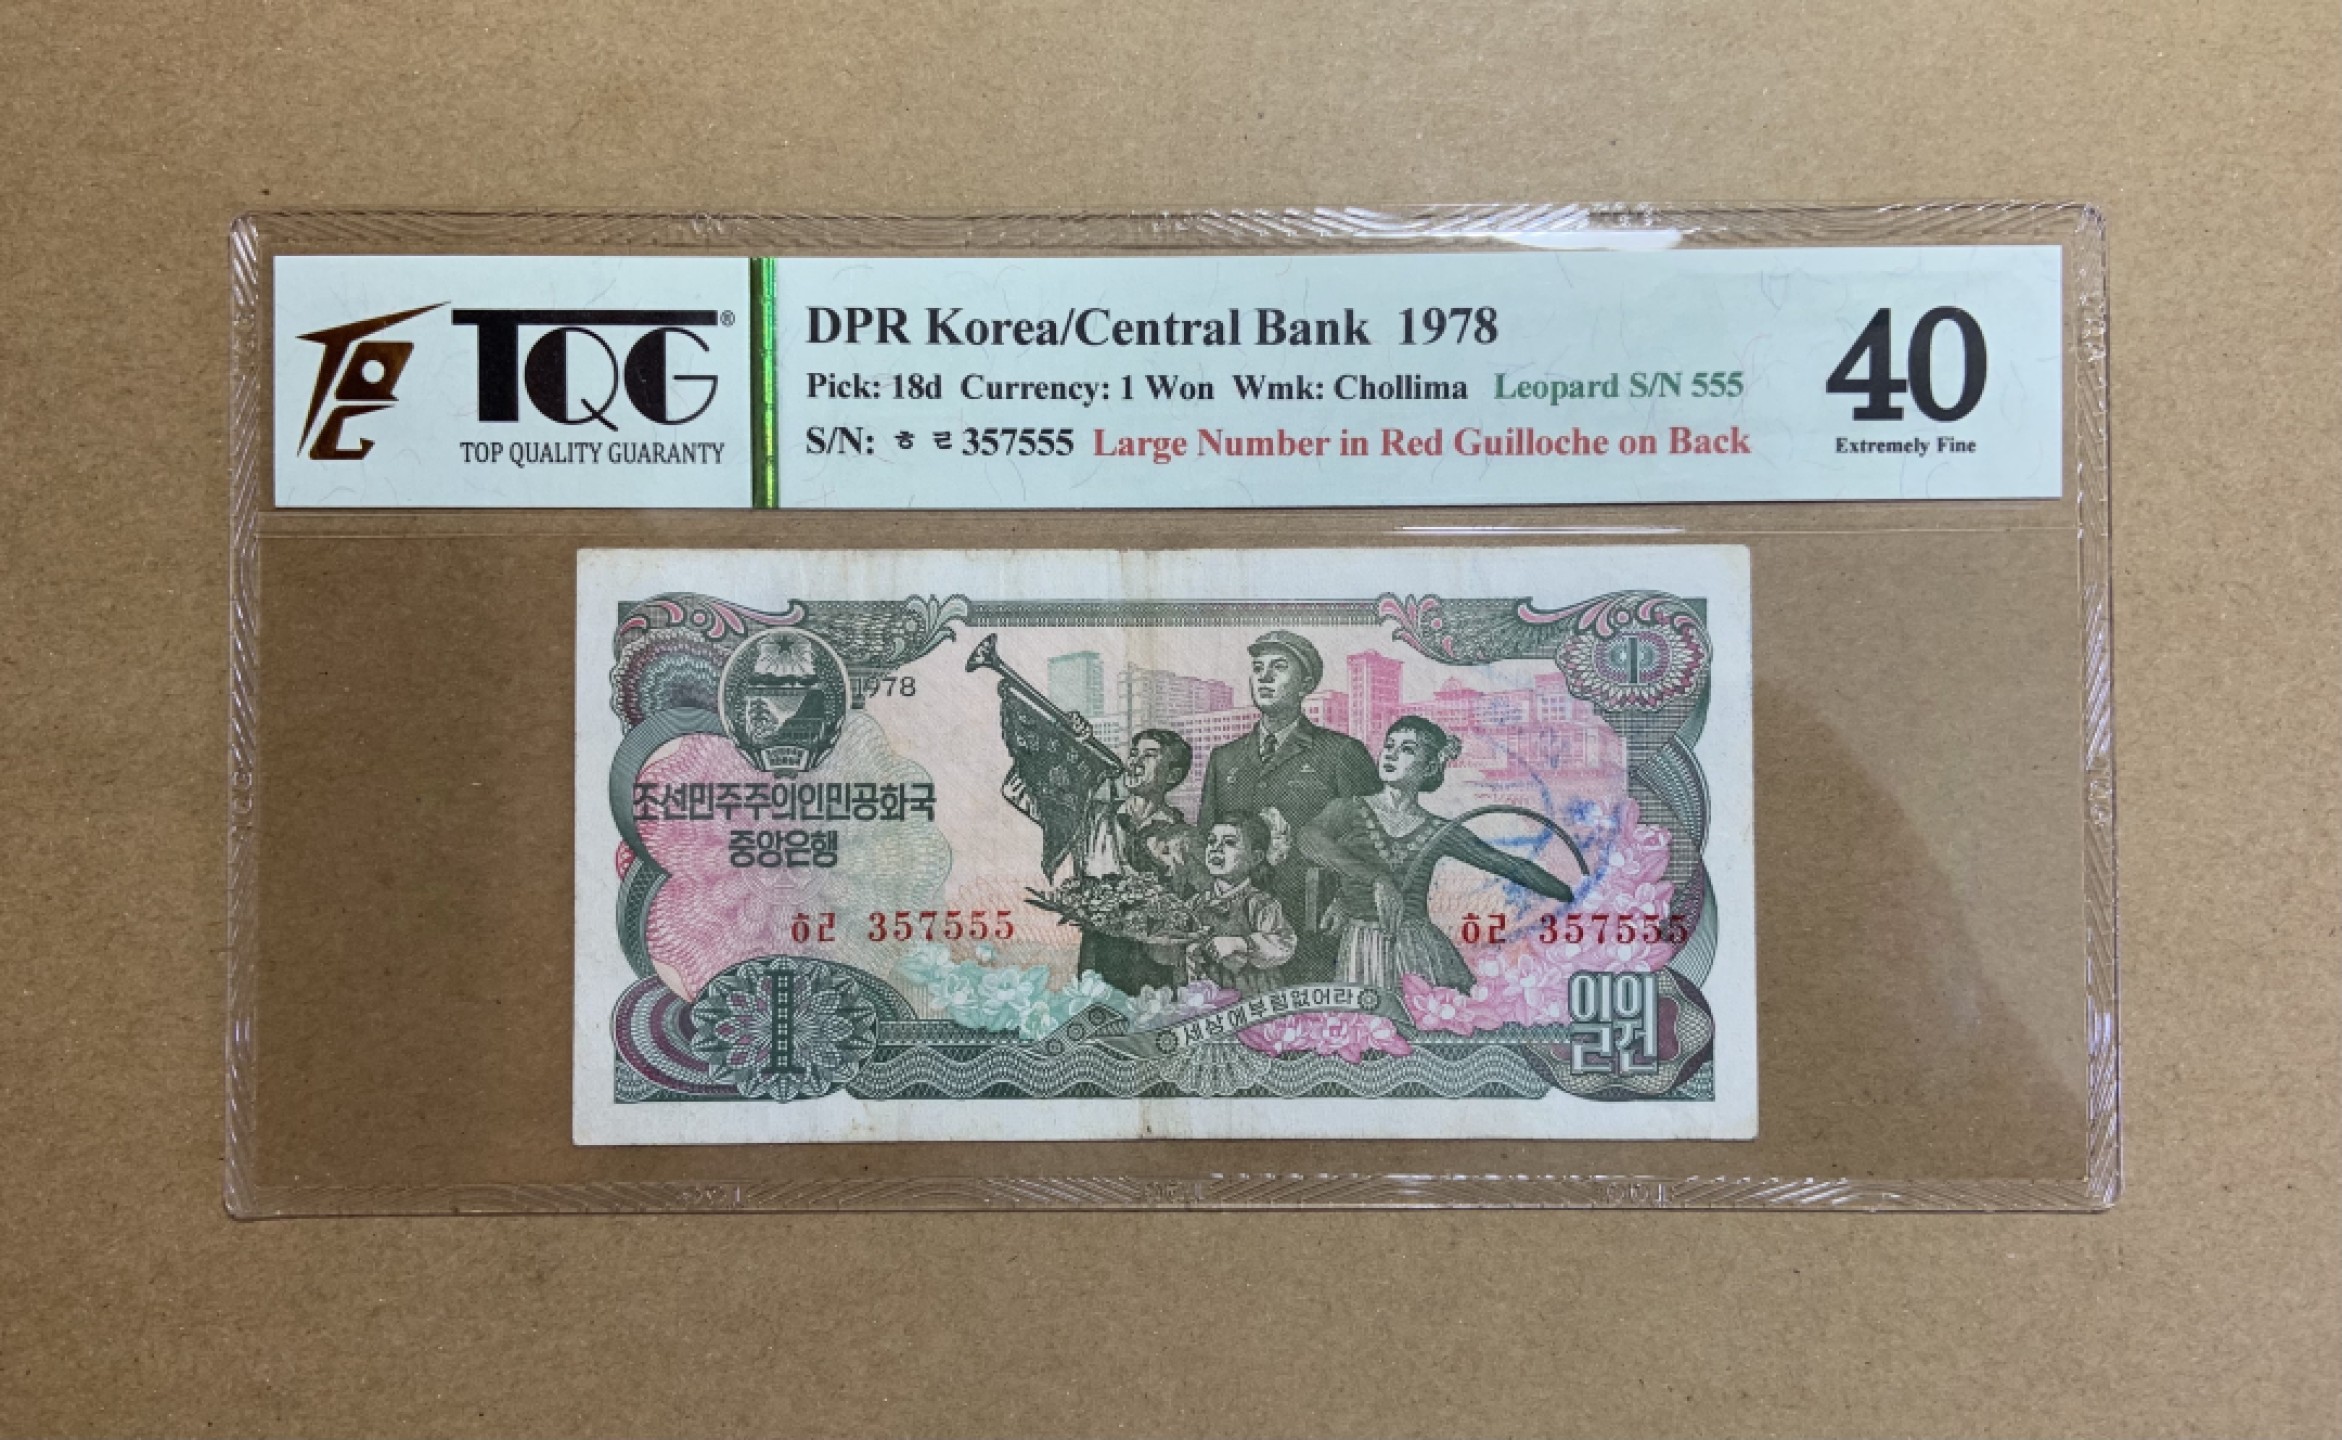 TQG®
TOP QUALITY GUARANTY
DPR Korea/Central Bank 1978
Pick: 18d Currency: 1 Won Wmk: Chollima Leopard S/N 555
S/N: ㅎ ㄹ 357555 Large Number in Red Guilloche on Back
40
Extremely Fine
1978
1
조선민주주의인민공화국
중앙은행
ㅎㄹ 357555
ㅎㄹ 357555
1
세상에부럼없어라
일원